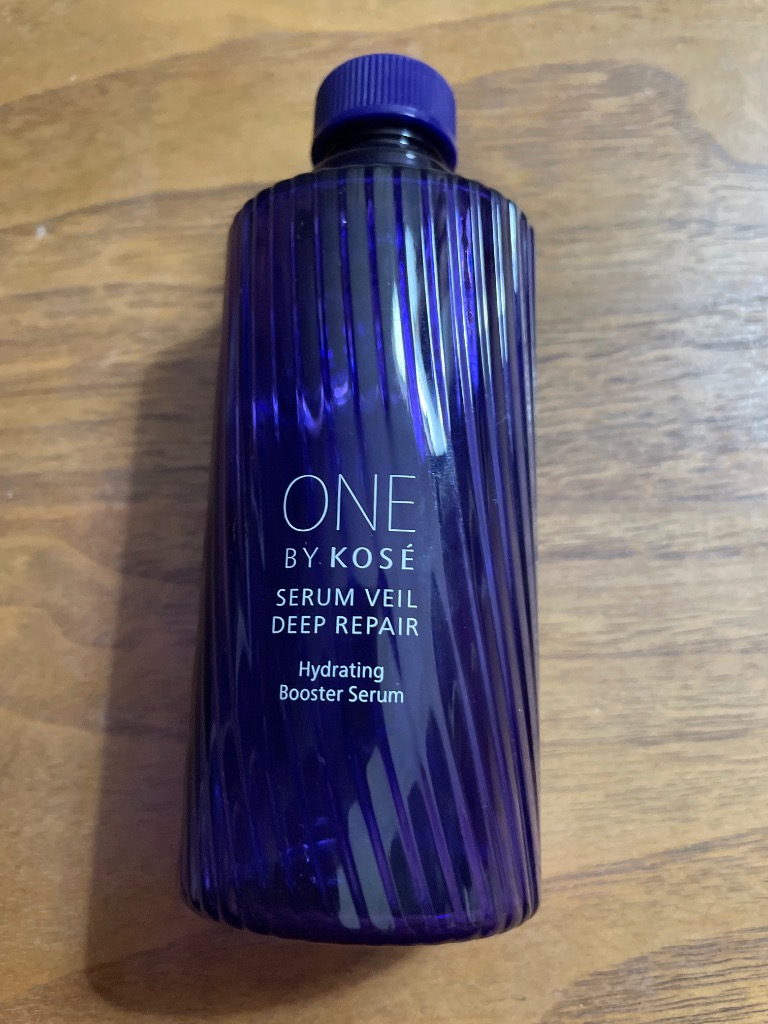 ONE
BY KOSÉ
SERUM VEIL
DEEP REPAIR
Hydrating
Booster Serum